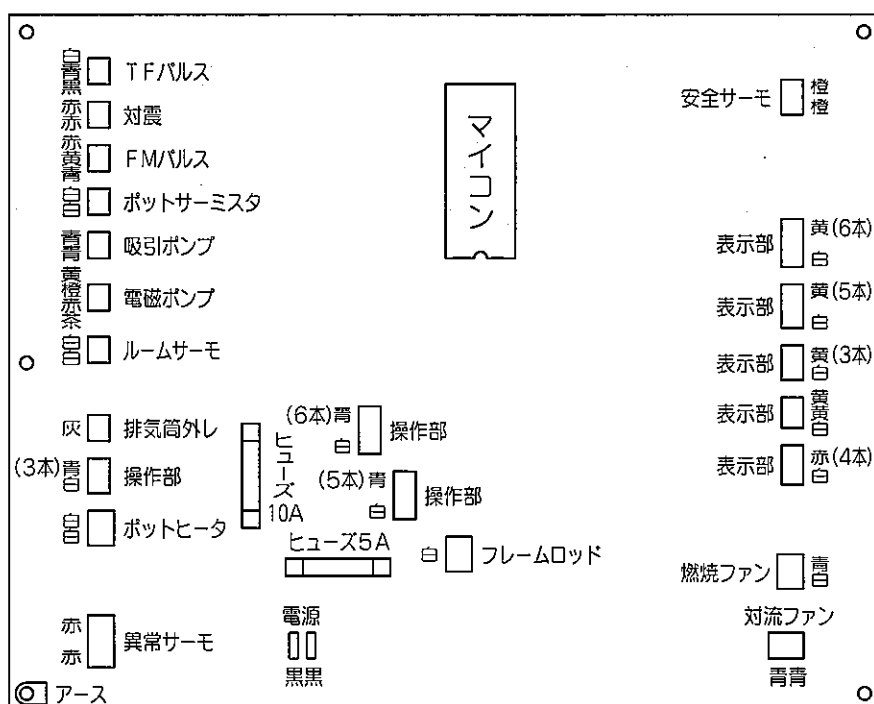 白青黒 TFパルス
赤赤 対震
赤黄青 FMパルス
白白 ポットサーミスタ
青青 吸引ポンプ
黄橙赤茶 電磁ポンプ
白白 ルームサーモ
灰 排気筒外レ
(3本)青白 操作部
白白 ポットヒータ
赤赤 異常サーモ
アース
マイコン
ヒューズ10A
(6本)青白 操作部
(5本)青白 操作部
ヒューズ5A
白 フレームロッド
電源
黒黒
安全サーモ 橙橙
表示部 黄(6本)白
表示部 黄(5本)白
表示部 黄(3本)白
表示部 黄黄白
表示部 赤(4本)白
燃焼ファン 青白
対流ファン
青青